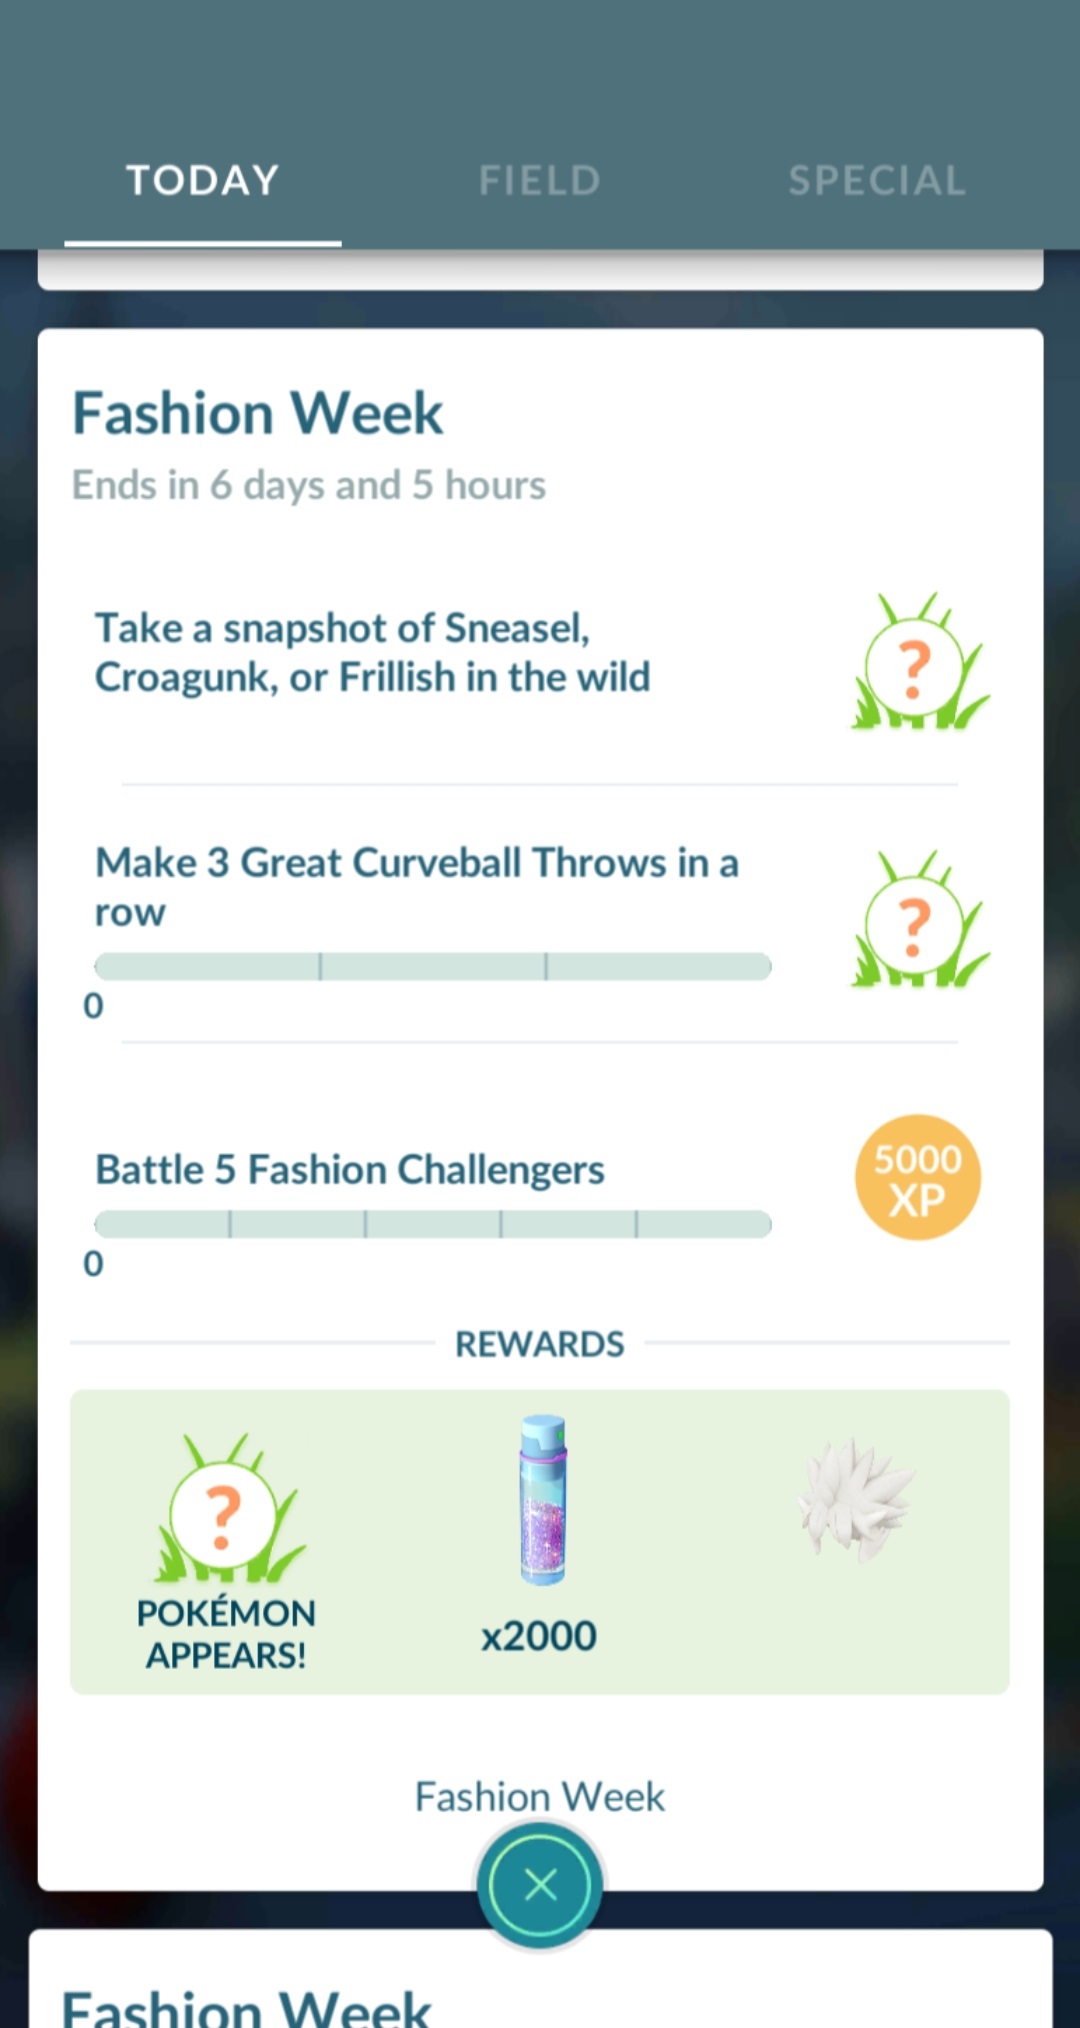 TODAY FIELD SPECIAL
Fashion Week
Ends in 6 days and 5 hours
Take a snapshot of Sneasel,
Croagunk, or Frillish in the wild
?
Make 3 Great Curveball Throws in a
row
?
0
Battle 5 Fashion Challengers
5000
XP
0
REWARDS
?
POKÉMON
APPEARS!
x2000
Fashion Week
Fashion Week